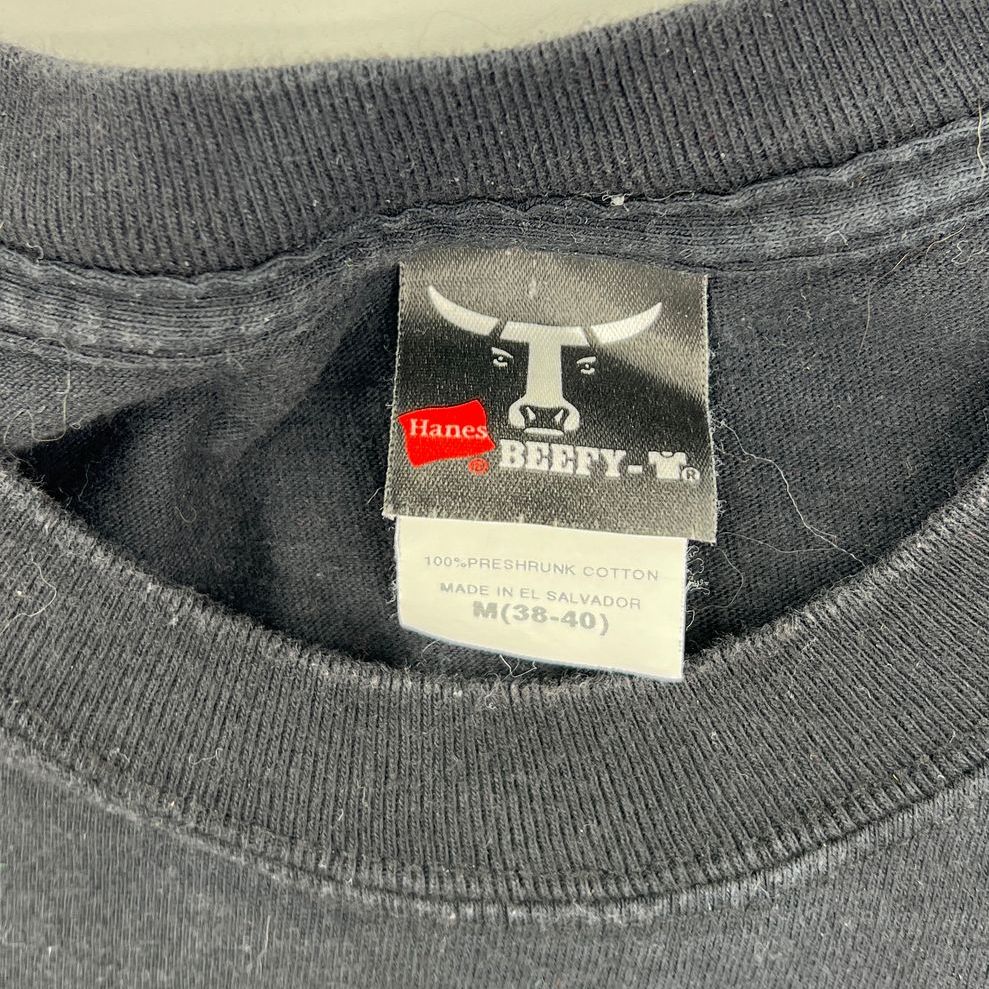 Hanes®
BEEFY-T®
100%PRESHRUNK COTTON
MADE IN EL SALVADOR
M(38-40)